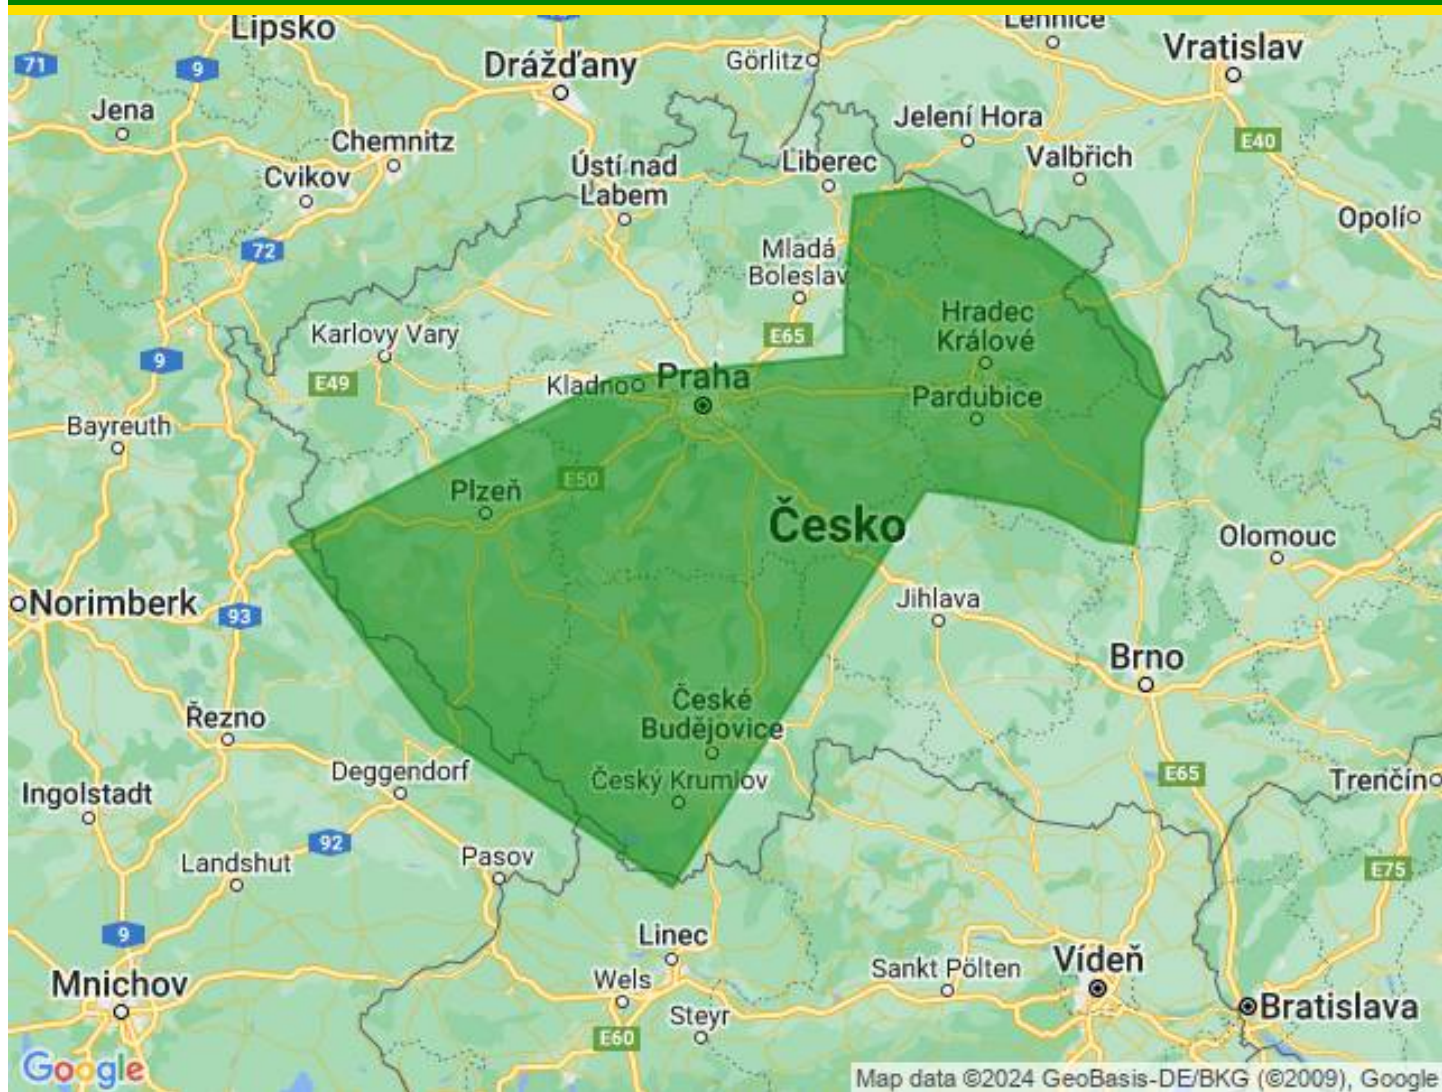 Lipsko
Lehnice
Vratislav
Drážďany
Görlitz
71
9
Jena
Jelení Hora
E40
Chemnitz
Ústí nad
Labem
Liberec
Valbřich
Cvikov
Opolí
72
Mladá
Boleslav
Karlovy Vary
E65
Hradec
Králové
9
E49
Kladno
Praha
Pardubice
Bayreuth
E50
Plzeň
Česko
Olomouc
Norimberk
93
Jihlava
Brno
Řezno
České
Budějovice
Deggendorf
Český Krumlov
E65
Trenčín
Ingolstadt
92
Landshut
Pasov
E75
9
Linec
Mnichov
Wels
Sankt Pölten
Vídeň
Steyr
Bratislava
E60
Google
Map data ©2024 GeoBasis-DE/BKG (©2009), Google